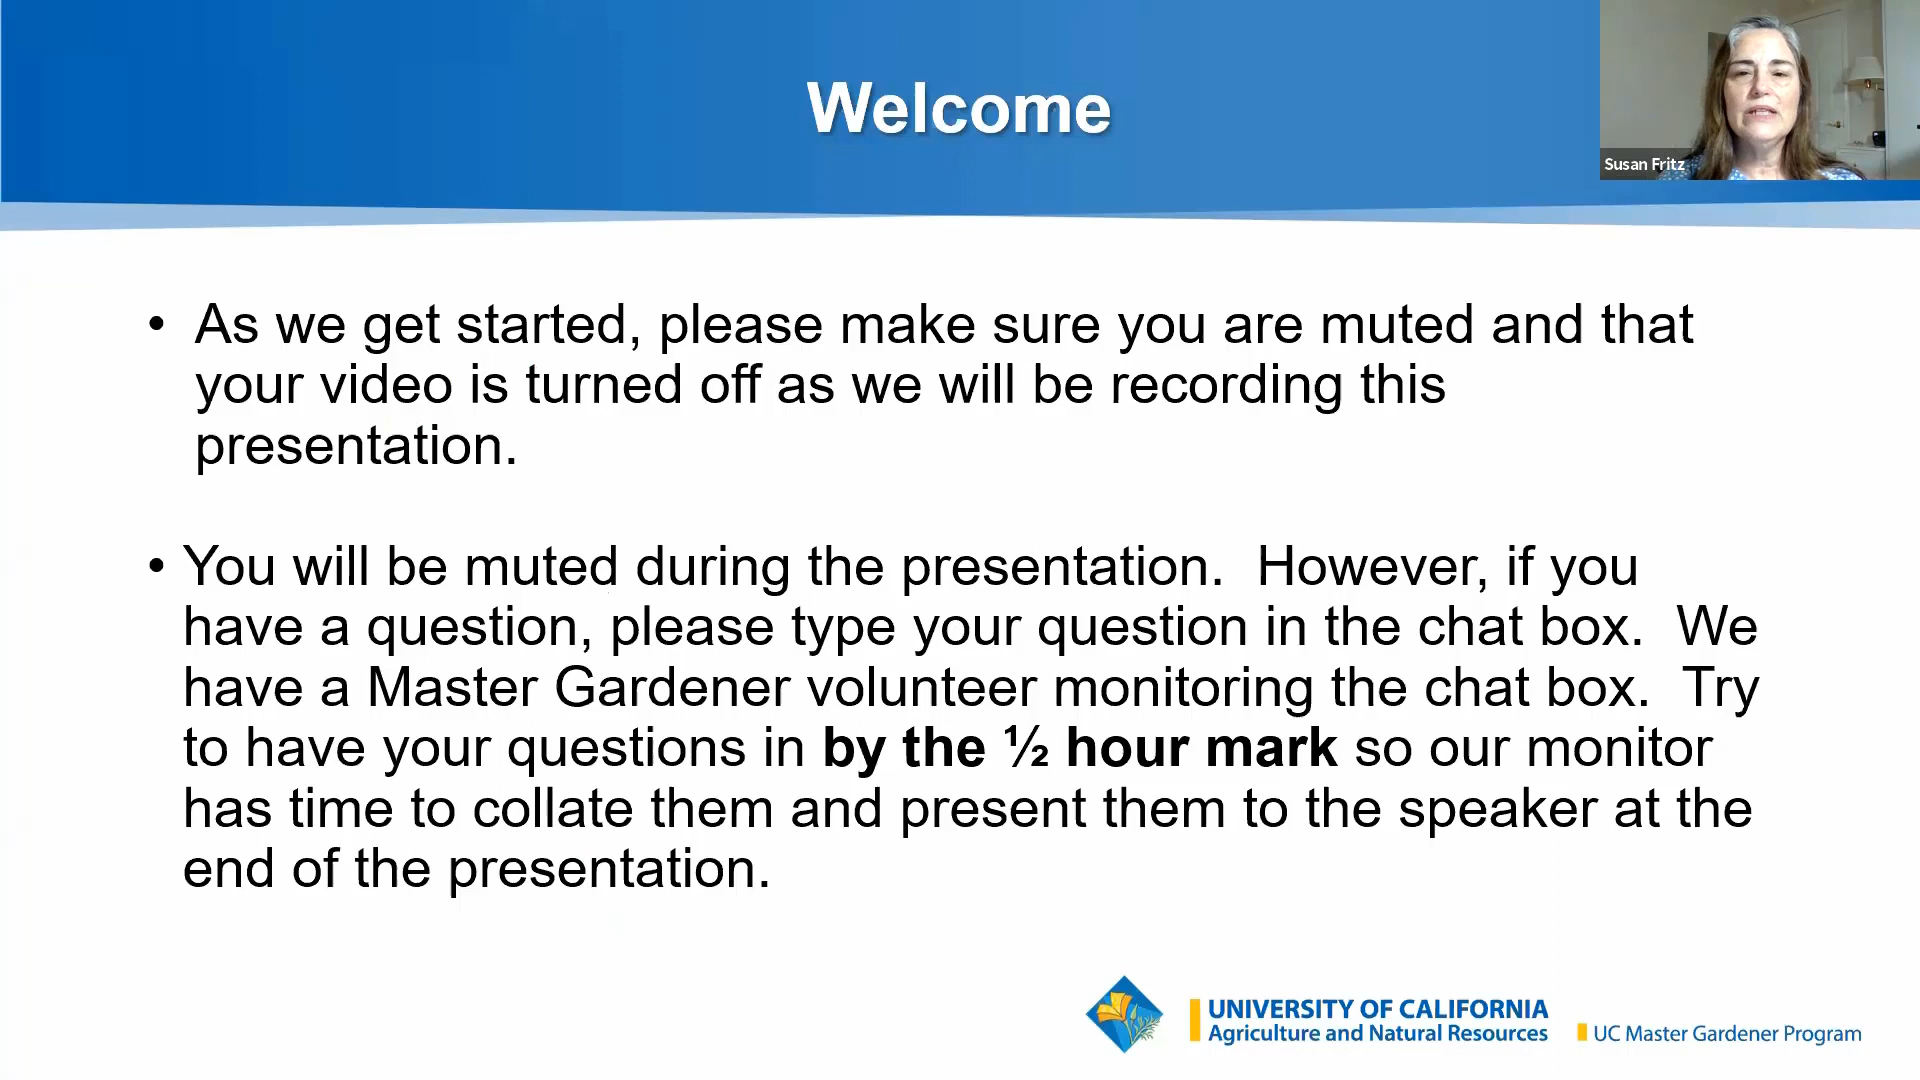 Welcome
Susan Fritz
• As we get started, please make sure you are muted and that
your video is turned off as we will be recording this
presentation.
• You will be muted during the presentation.  However, if you
have a question, please type your question in the chat box.  We
have a Master Gardener volunteer monitoring the chat box.  Try
to have your questions in by the ½ hour mark so our monitor
has time to collate them and present them to the speaker at the
end of the presentation.
UNIVERSITY OF CALIFORNIA
Agriculture and Natural Resources
UC Master Gardener Program